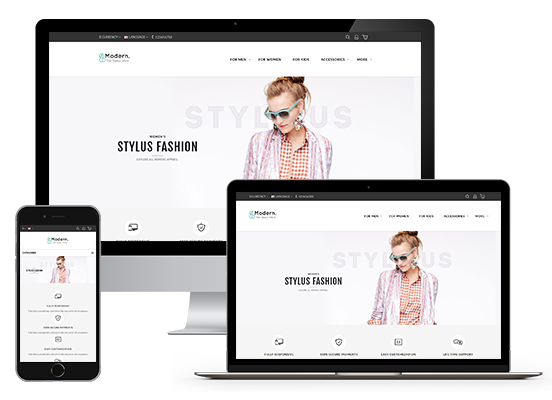 CURRENCY LANGUAGE
Modern.
FOR MEN FOR WOMEN FOR KIDS ACCESSORIES MORE
STYLUS
WOMEN'S
STYLUS FASHION
EXPLORE ALL WOMENS APPAREL
CURRENCY LANGUAGE
Modern.
FOR MEN FOR WOMEN FOR KIDS ACCESSORIES MORE
STYLUS
WOMEN'S
STYLUS FASHION
FULLY RESPONSIVE 100% SECURE PAYMENTS EASY CUSTOMIZATION LIFE TIME SUPPORT
Modern.
CATEGORIES
STYLUS FASHION
FULLY RESPONSIVE
100% SECURE PAYMENTS
EASY CUSTOMIZATION